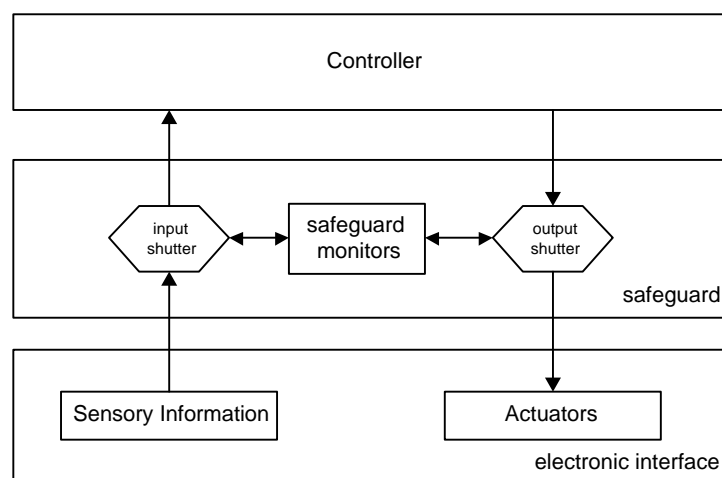 Controller
input
shutter
safeguard
monitors
output
shutter
safeguard
Sensory Information
Actuators
electronic interface